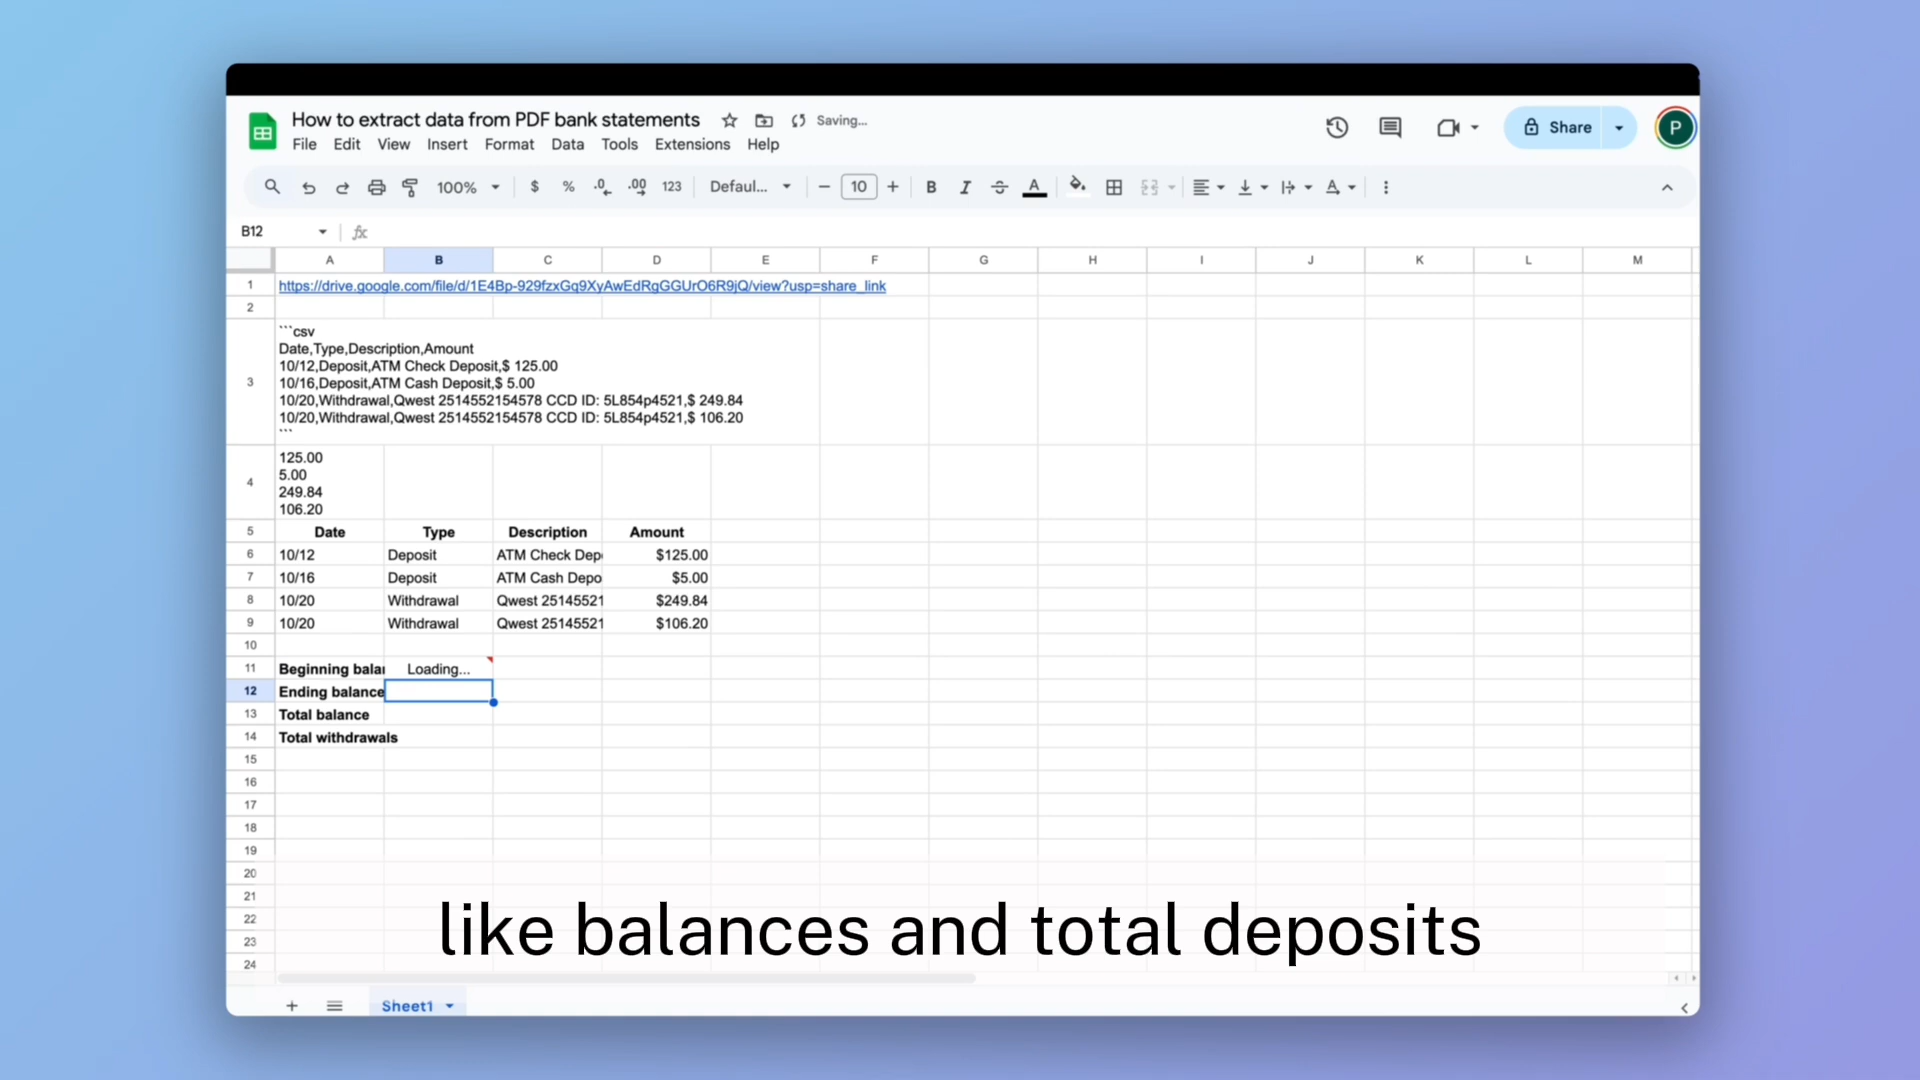 How to extract data from PDF bank statements Saving...
File Edit View Insert Format Data Tools Extensions Help
Share P
100% $ % .0 .00 123 Defaul... 10 B I S A A
B12 fx
A B C D E F G H I J K L M
1 https://drive.google.com/file/d/1E4Bp-929fzxGq9XyAwEdRgGGUrO6R9jQ/view?usp=share_link
2
```csv
Date,Type,Description,Amount
10/12,Deposit,ATM Check Deposit,$ 125.00
3 10/16,Deposit,ATM Cash Deposit,$ 5.00
10/20,Withdrawal,Qwest 2514552154578 CCD ID: 5L854p4521,$ 249.84
10/20,Withdrawal,Qwest 2514552154578 CCD ID: 5L854p4521,$ 106.20
```
125.00
5.00
4 249.84
106.20
5 Date Type Description Amount
6 10/12 Deposit ATM Check Dep $125.00
7 10/16 Deposit ATM Cash Depo $5.00
8 10/20 Withdrawal Qwest 25145521 $249.84
9 10/20 Withdrawal Qwest 25145521 $106.20
10
11 Beginning balar Loading...
12 Ending balance
13 Total balance
14 Total withdrawals
15
16
17
18
19
20
21
22
23
24
like balances and total deposits
Sheet1